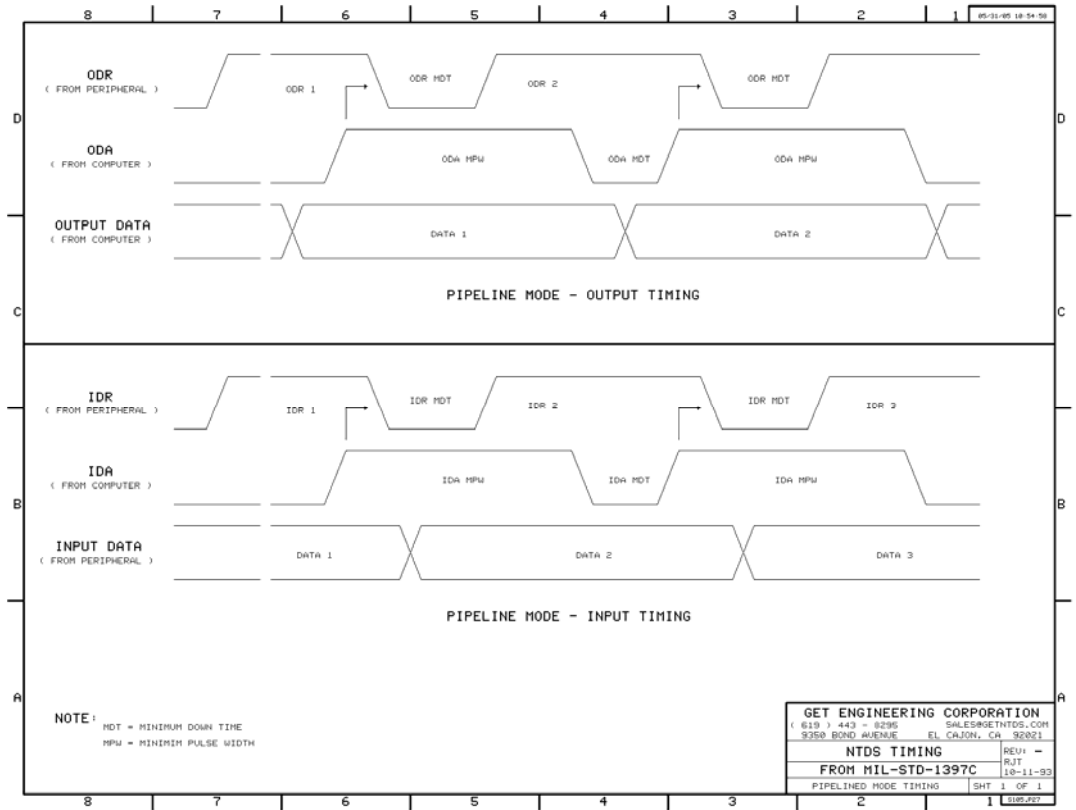 8 7 6 5 4 3 2 1
05/31/05 10:54:50
D
D
ODR
( FROM PERIPHERAL )
ODR 1
ODR MDT
ODR 2
ODR MDT
ODA
( FROM COMPUTER )
ODA MPW
ODA MDT
ODA MPW
OUTPUT DATA
( FROM COMPUTER )
DATA 1
DATA 2
PIPELINE MODE - OUTPUT TIMING
C
C
IDR
( FROM PERIPHERAL )
IDR 1
IDR MDT
IDR 2
IDR MDT
IDR 3
IDA
( FROM COMPUTER )
IDA MPW
IDA MDT
IDA MPW
B
B
INPUT DATA
( FROM PERIPHERAL )
DATA 1
DATA 2
DATA 3
PIPELINE MODE - INPUT TIMING
A
A
NOTE:
MDT = MINIMUM DOWN TIME
MPW = MINIMIM PULSE WIDTH
GET ENGINEERING CORPORATION
( 619 ) 443 - 8295 SALES@GETNTDS.COM
9350 BOND AVENUE EL CAJON, CA 92021
NTDS TIMING
FROM MIL-STD-1397C
REV: -
RJT
10-11-93
PIPELINED MODE TIMING
SHT 1 OF 1
8 7 6 5 4 3 2 1
S105.P27